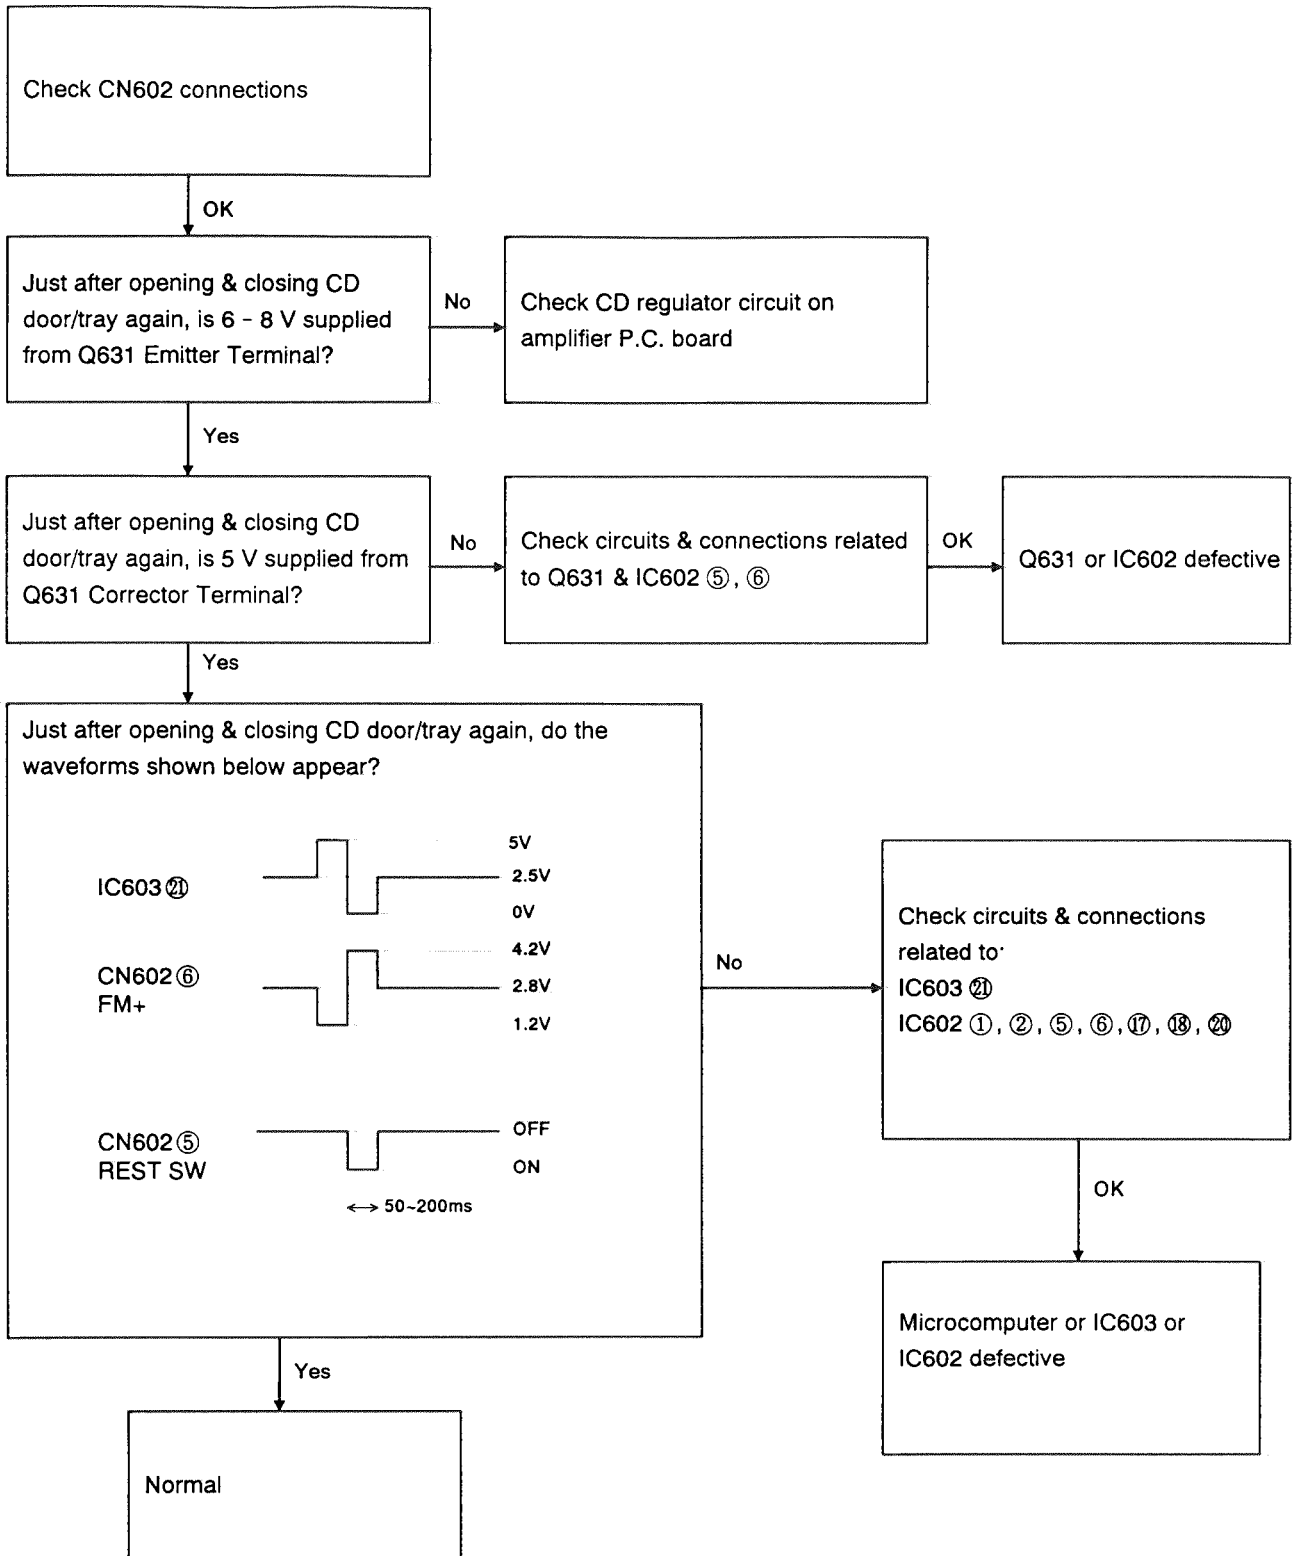 Check CN602 connections
OK
Just after opening & closing CD
door/tray again, is 6 - 8 V supplied
from Q631 Emitter Terminal?
No
Check CD regulator circuit on
amplifier P.C. board
Yes
Just after opening & closing CD
door/tray again, is 5 V supplied from
Q631 Corrector Terminal?
No
Check circuits & connections related
to Q631 & IC602 ⑤, ⑥
OK
Q631 or IC602 defective
Yes
Just after opening & closing CD door/tray again, do the
waveforms shown below appear?
IC603 ㉑
5V
2.5V
0V
CN602 ⑥
FM+
4.2V
2.8V
1.2V
CN602 ⑤
REST SW
OFF
ON
50~200ms
No
Check circuits & connections
related to:
IC603 ㉑
IC602 ①, ②, ⑤, ⑥, ⑰, ⑱, ⑳
OK
Microcomputer or IC603 or
IC602 defective
Yes
Normal